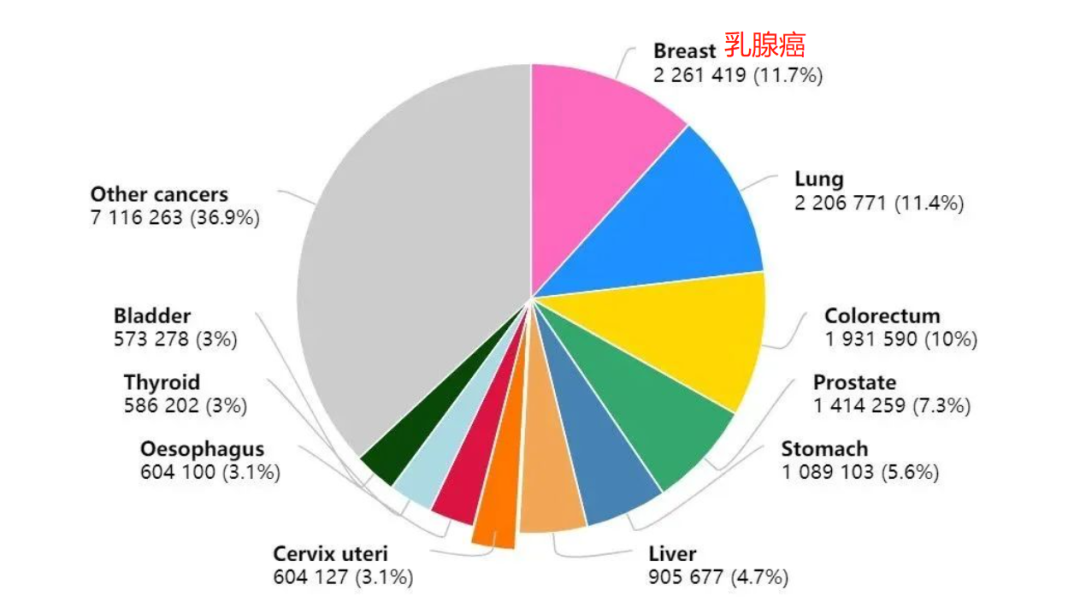 Breast 乳腺癌
2 261 419 (11.7%)
Lung
2 206 771 (11.4%)
Colorectum
1 931 590 (10%)
Prostate
1 414 259 (7.3%)
Stomach
1 089 103 (5.6%)
Liver
905 677 (4.7%)
Cervix uteri
604 127 (3.1%)
Oesophagus
604 100 (3.1%)
Thyroid
586 202 (3%)
Bladder
573 278 (3%)
Other cancers
7 116 263 (36.9%)